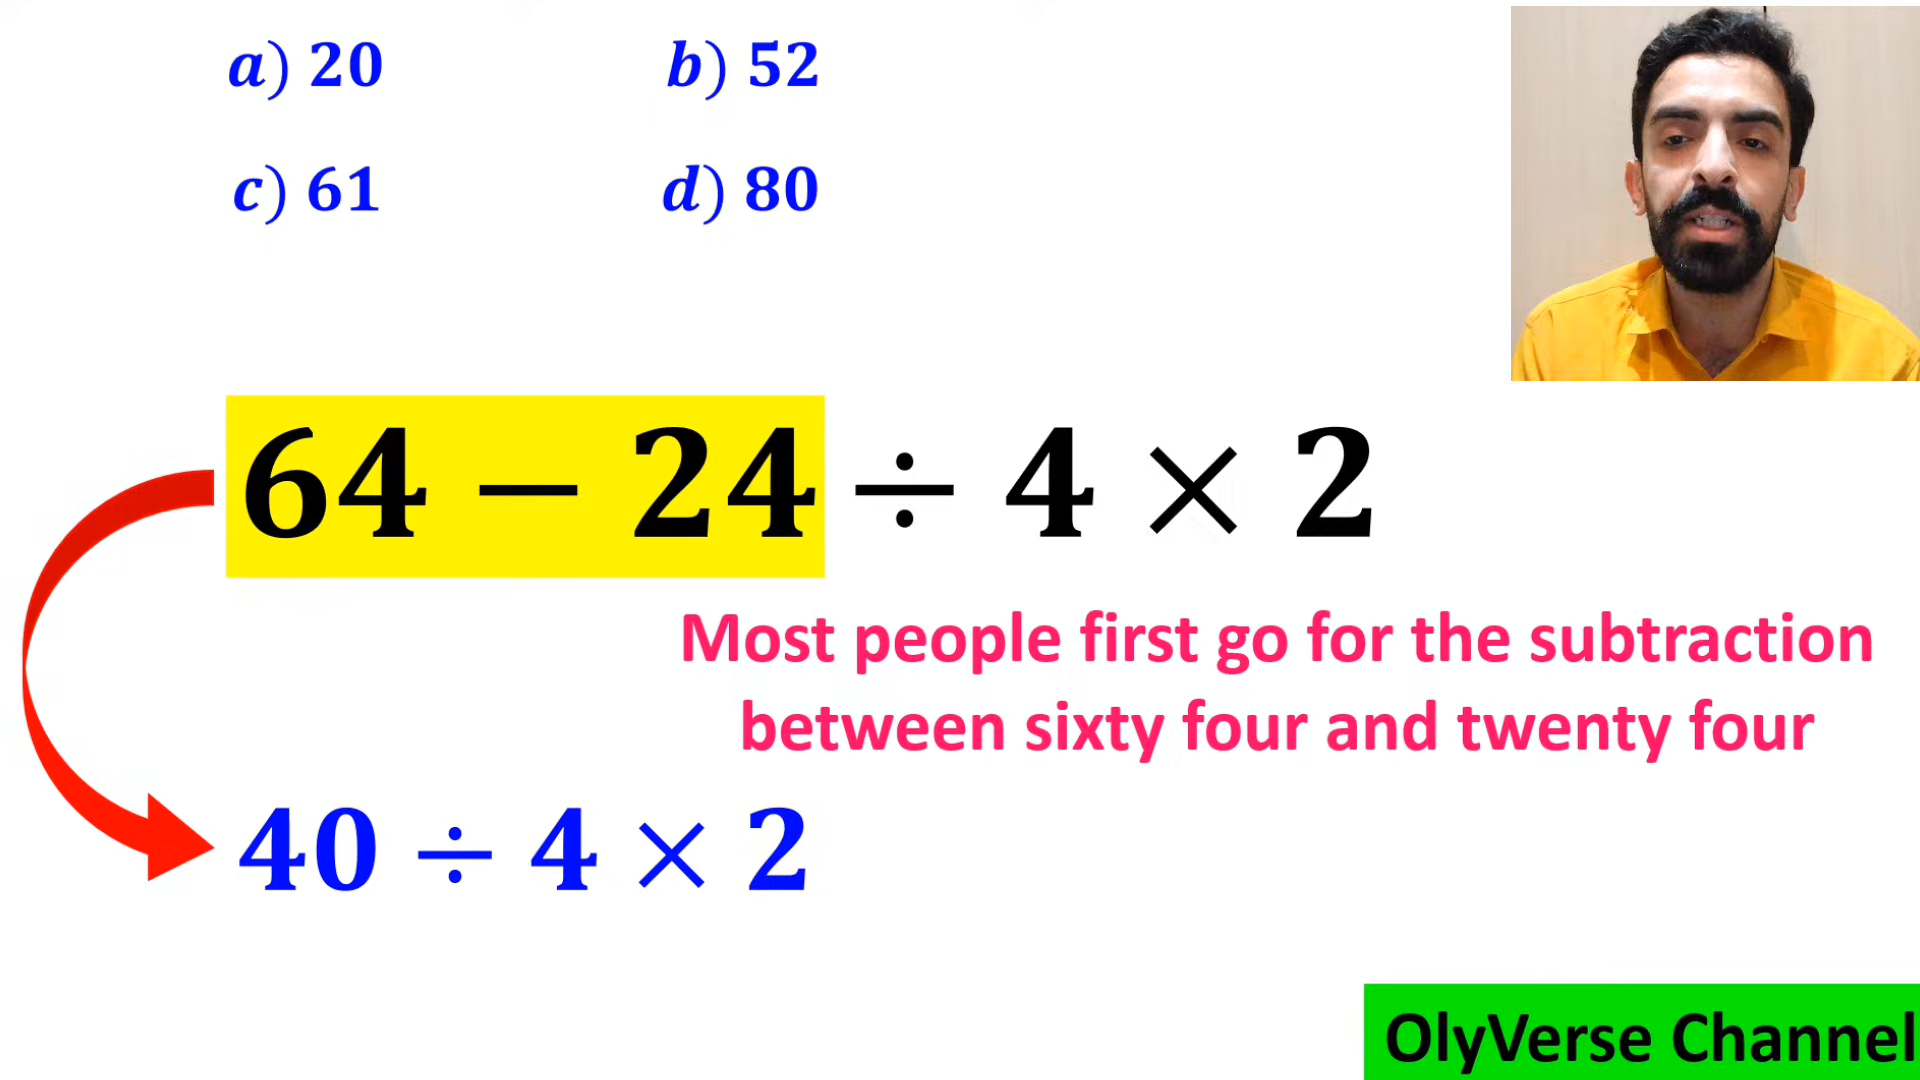 a) 20
b) 52
c) 61
d) 80
64 − 24 ÷ 4 × 2
Most people first go for the subtraction
between sixty four and twenty four
40 ÷ 4 × 2
OlyVerse Channel